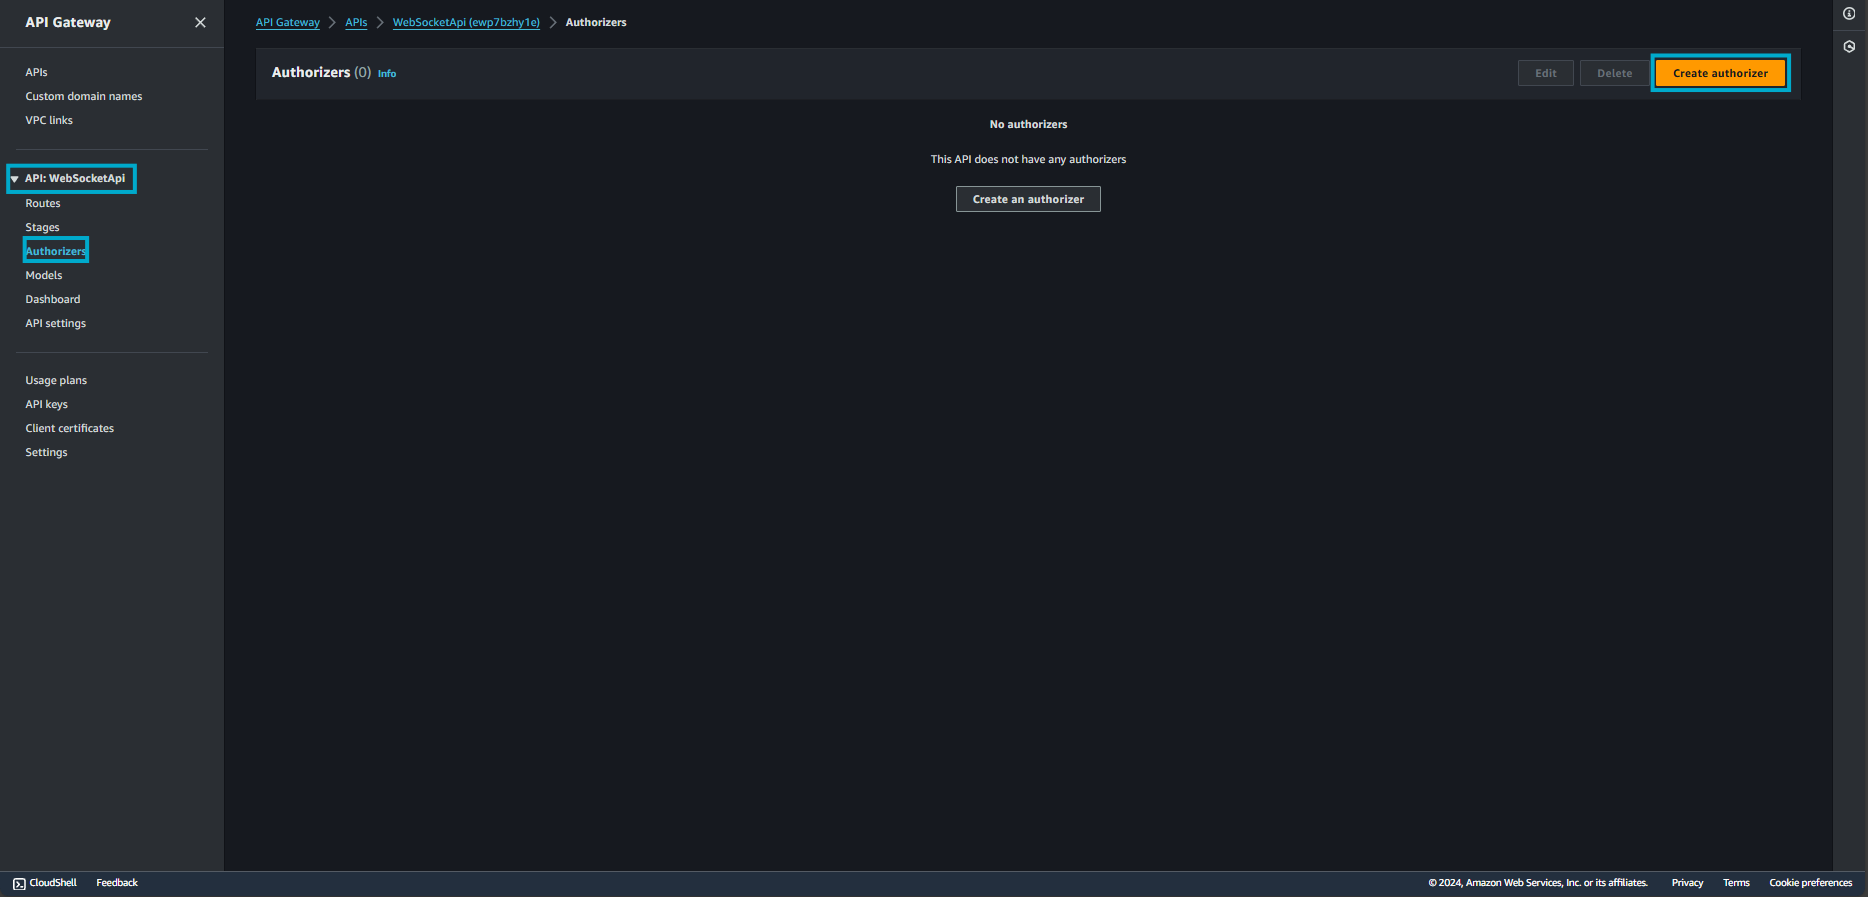 API Gateway
APIs
Custom domain names
VPC links
API: WebSocketApi
Routes
Stages
Authorizers
Models
Dashboard
API settings
Usage plans
API keys
Client certificates
Settings
API Gateway
APIs
WebSocketApi (ewp7bzhy1e)
Authorizers
Authorizers (0) Info
Edit
Delete
Create authorizer
No authorizers
This API does not have any authorizers
Create an authorizer
CloudShell
Feedback
© 2024, Amazon Web Services, Inc. or its affiliates.
Privacy
Terms
Cookie preferences